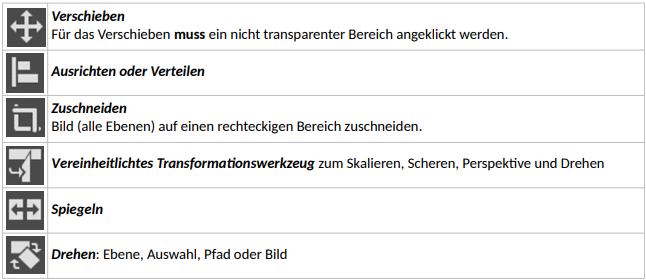 Verschieben
Für das Verschieben muss ein nicht transparenter Bereich angeklickt werden.
Ausrichten oder Verteilen
Zuschneiden
Bild (alle Ebenen) auf einen rechteckigen Bereich zuschneiden.
Vereinheitlichtes Transformationswerkzeug zum Skalieren, Scheren, Perspektive und Drehen
Spiegeln
Drehen: Ebene, Auswahl, Pfad oder Bild